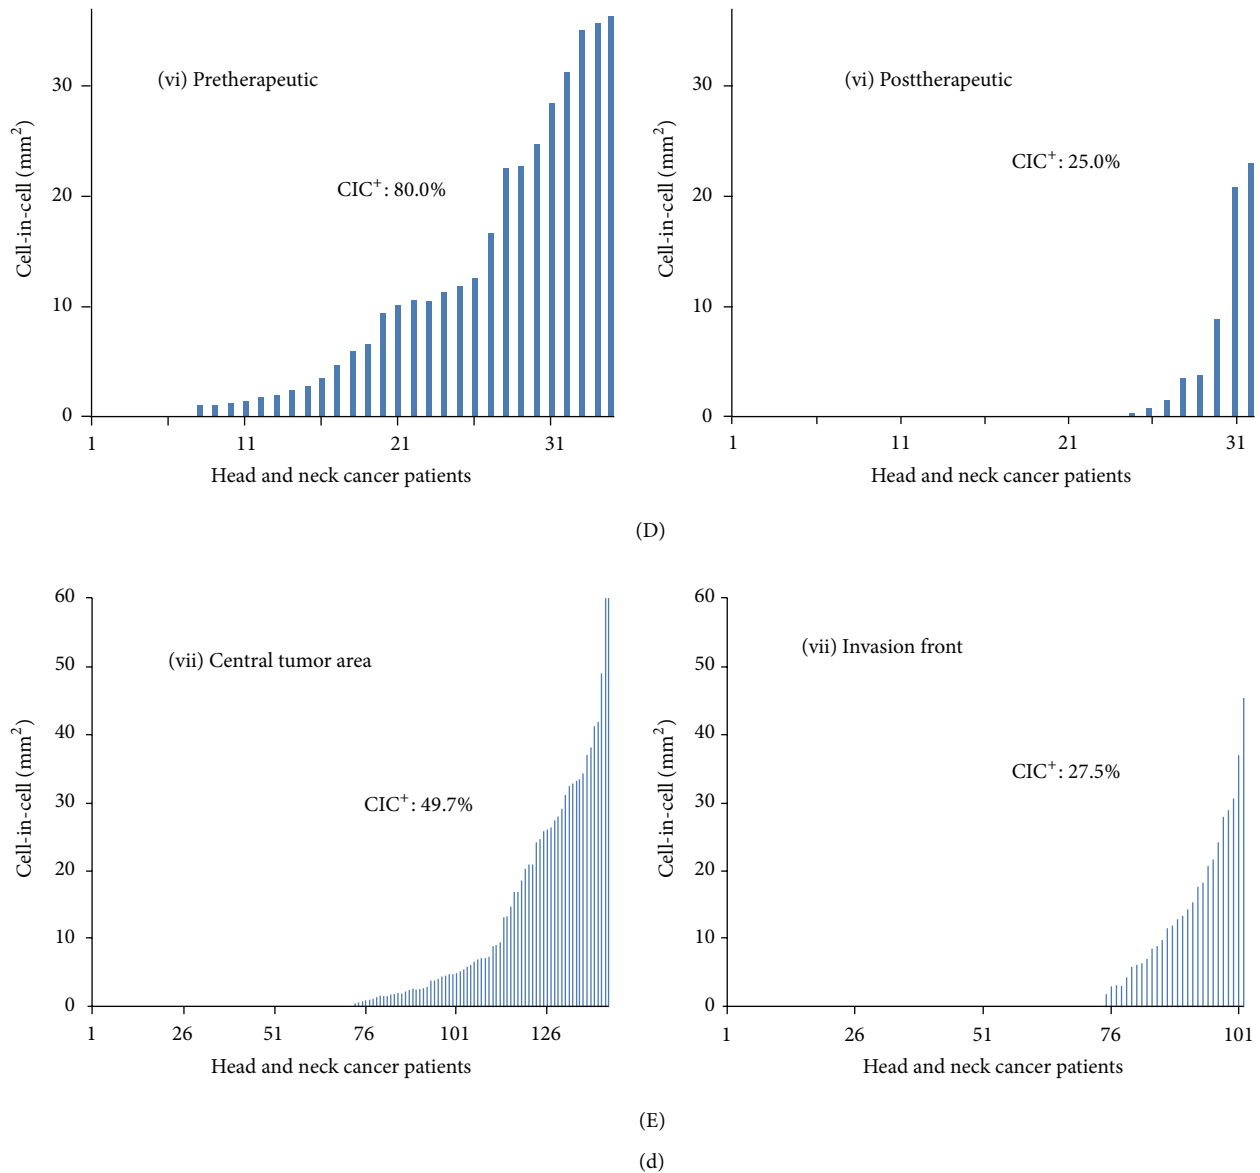 (vi) Pretherapeutic
CIC⁺: 80.0%
Cell-in-cell (mm²)
30
20
10
0
1 11 21 31
Head and neck cancer patients
(vi) Posttherapeutic
CIC⁺: 25.0%
Cell-in-cell (mm²)
30
20
10
0
1 11 21 31
Head and neck cancer patients
(D)
(vii) Central tumor area
CIC⁺: 49.7%
Cell-in-cell (mm²)
60
50
40
30
20
10
0
1 26 51 76 101 126
Head and neck cancer patients
(vii) Invasion front
CIC⁺: 27.5%
Cell-in-cell (mm²)
60
50
40
30
20
10
0
1 26 51 76 101
Head and neck cancer patients
(E)
(d)